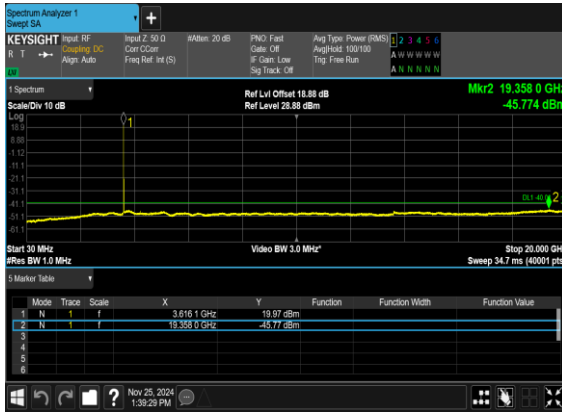 Spectrum Analyzer 1
Swept SA
+
KEYSIGHT Input: RF Input Z: 50 Ω #Atten: 20 dB PNO: Fast Avg Type: Power (RMS) 1 2 3 4 5 6
R T Coupling: DC Corr CCorr Gate: Off Avg|Hold: 100/100 A W W W W W
Align: Auto Freq Ref: Int (S) IF Gain: Low Trig: Free Run
LXI Sig Track: Off A N N N N N
1 Spectrum Ref Lvl Offset 18.88 dB Mkr2 19.358 0 GHz
Scale/Div 10 dB Ref Level 28.88 dBm -45.774 dBm
Log
1
18.9
8.88
-1.12
-11.1
-21.1
-31.1
DL1 -40.0 2
-41.1
-51.1
-61.1
Start 30 MHz Video BW 3.0 MHz* Stop 20.000 GH
#Res BW 1.0 MHz Sweep 34.7 ms (40001 pts
5 Marker Table
Mode Trace Scale X Y Function Function Width Function Value
1 N 1 f 3.616 1 GHz 19.97 dBm
2 N 1 f 19.358 0 GHz -45.77 dBm
3
4
5
6
? Nov 25, 2024
1:39:29 PM